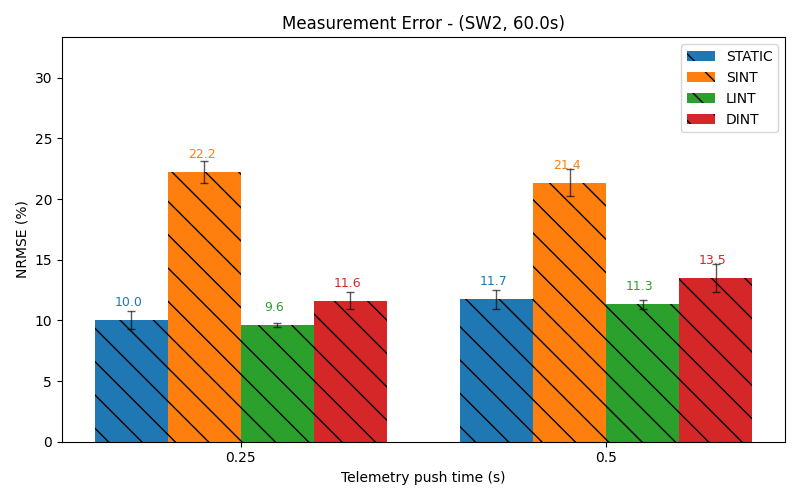 Measurement Error - (SW2, 60.0s)
NRMSE (%)
30
25
20
15
10
5
0
STATIC
SINT
LINT
DINT
10.0
22.2
9.6
11.6
11.7
21.4
11.3
13.5
0.25
0.5
Telemetry push time (s)